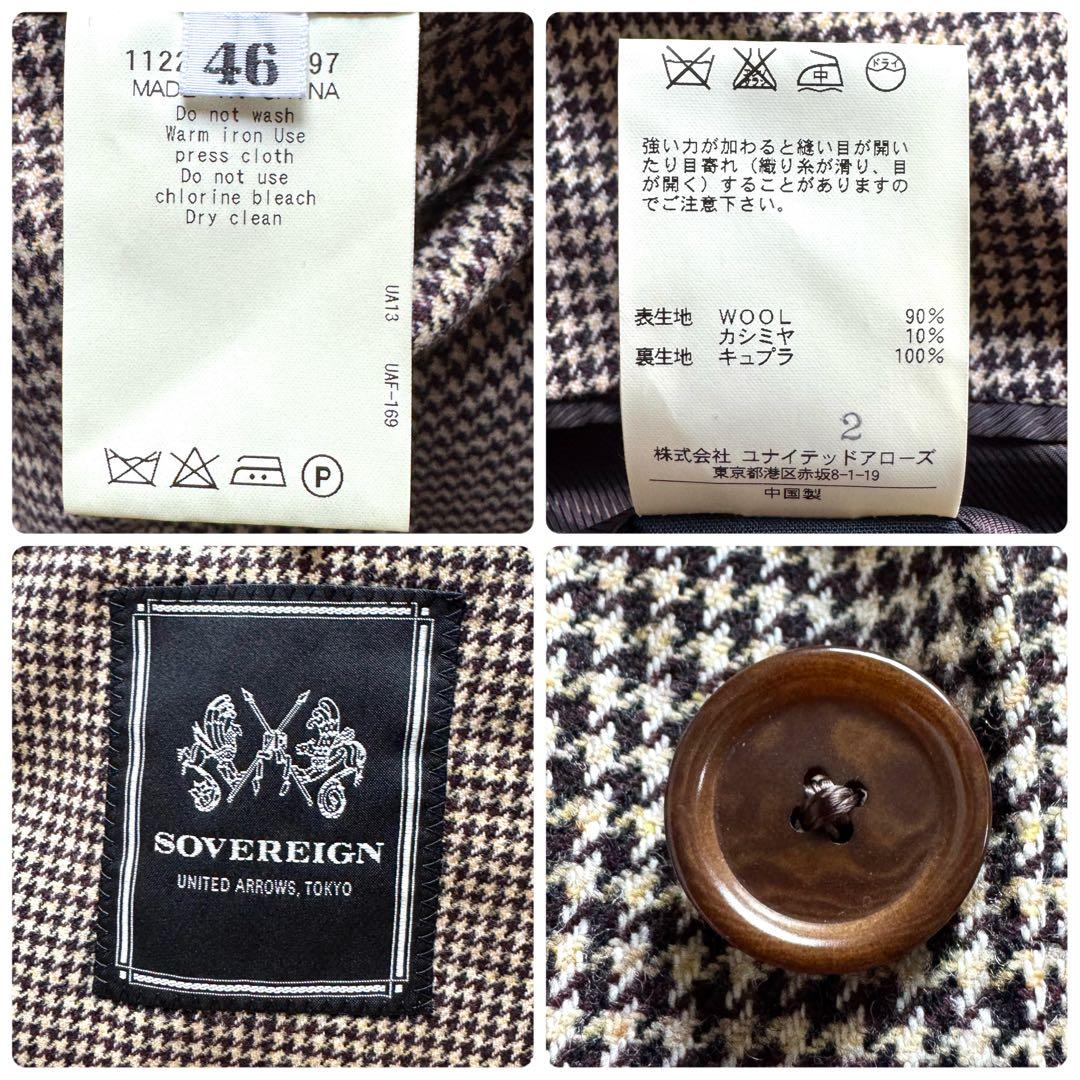 46
1122
97
MADE
Do not wash
Warm iron Use
press cloth
Do not use
chlorine bleach
Dry clean
UA13 UAF-169
P
中
ドライ
強い力が加わると縫い目が開い
たり目寄れ（織り糸が滑り、目
が開く）することがありますの
でご注意下さい。
表生地 WOOL 90%
カシミヤ 10%
裏生地 キュプラ 100%
2
株式会社 ユナイテッドアローズ
東京都港区赤坂8-1-19
中国製
SOVEREIGN
UNITED ARROWS, TOKYO